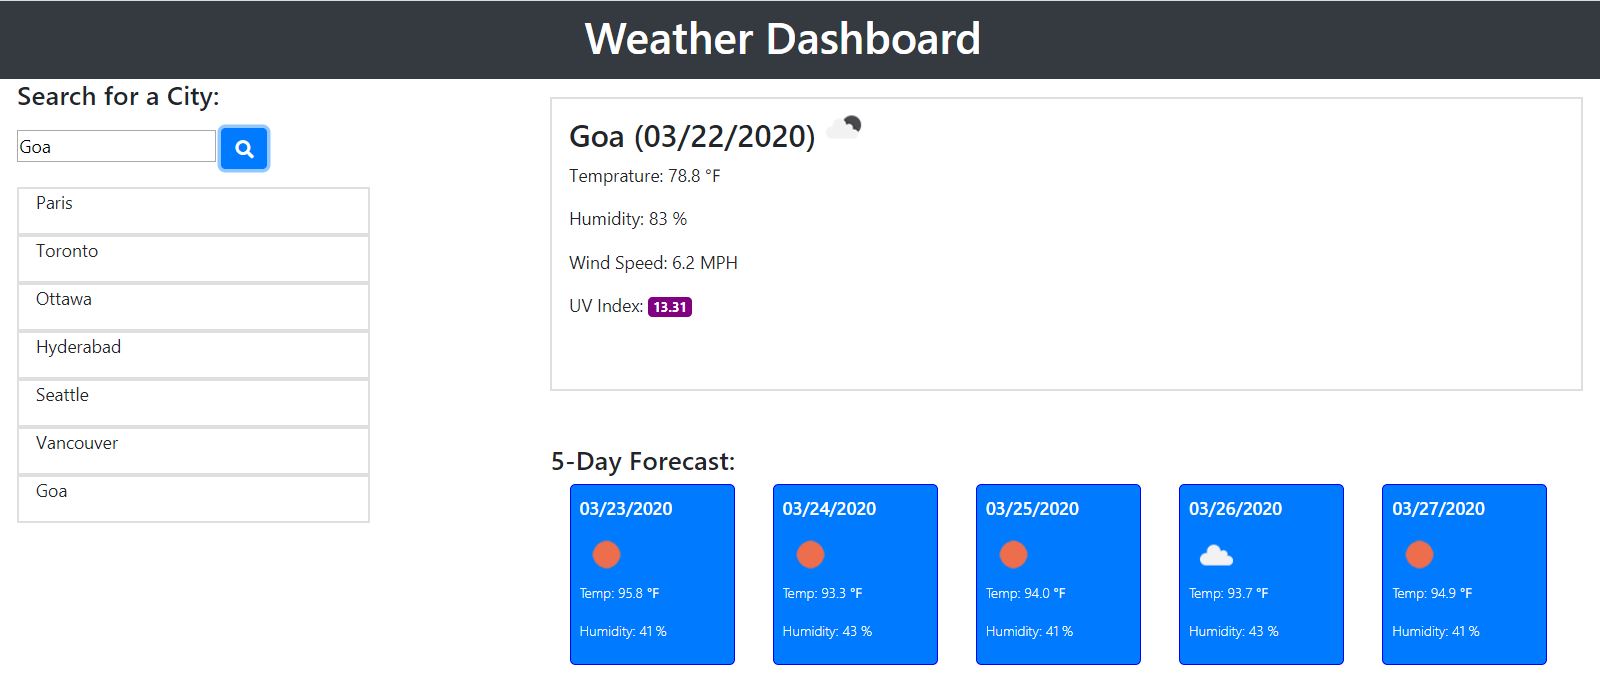 Weather Dashboard
Search for a City:
Goa
Paris
Toronto
Ottawa
Hyderabad
Seattle
Vancouver
Goa
Goa (03/22/2020)
Temprature: 78.8 °F
Humidity: 83 %
Wind Speed: 6.2 MPH
UV Index: 13.31
5-Day Forecast:
03/23/2020
Temp: 95.8 °F
Humidity: 41 %
03/24/2020
Temp: 93.3 °F
Humidity: 43 %
03/25/2020
Temp: 94.0 °F
Humidity: 41 %
03/26/2020
Temp: 93.7 °F
Humidity: 43 %
03/27/2020
Temp: 94.9 °F
Humidity: 41 %